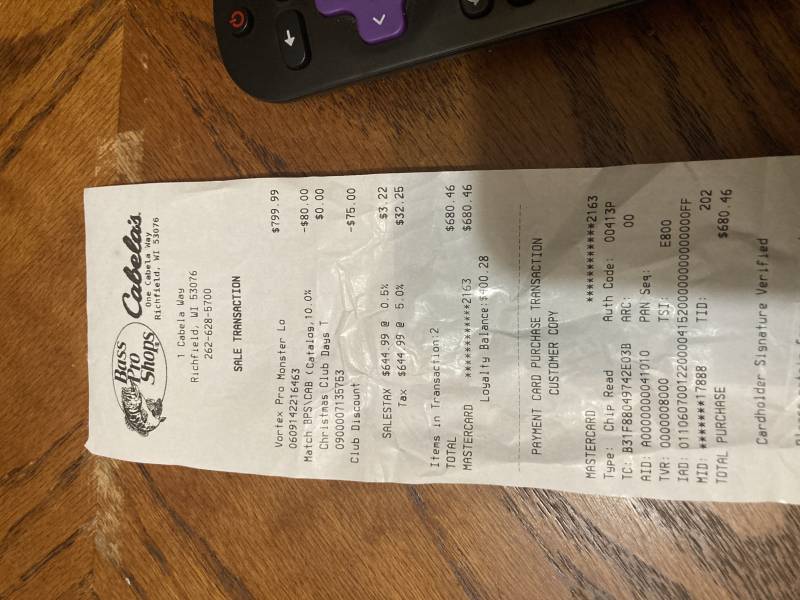 Bass
Pro
Shops
Cabela's
One Cabela Way
Richfield, WI 53076
1 Cabela Way
Richfield, WI 53076
262-628-5700
SALE TRANSACTION
Vortex Pro Monster Lo $799.99
0609142216463
Match BPS\CAB (Catalog,10.0% -$80.00
Christmas Club Days T $0.00
0900007135753
Club Discount -$75.00
SALESTAX $644.99 @ 0.5% $3.22
Tax $644.99 @ 5.0% $32.25
Items in Transaction:2
TOTAL $680.46
MASTERCARD ************2163 $680.46
Loyalty Balance:$400.28
PAYMENT CARD PURCHASE TRANSACTION
CUSTOMER COPY
MASTERCARD ************2163
Type: Chip Read Auth Code: 00413P
TC: B31F88049742E03B ARC: 00
AID: A0000000041010 PAN Seq:
TVR: 0000008000 TSI: E800
IAD: 0110607001220000415200000000000000FF
MID: *******17888 TID: 202
TOTAL PURCHASE $680.46
Cardholder Signature Verified